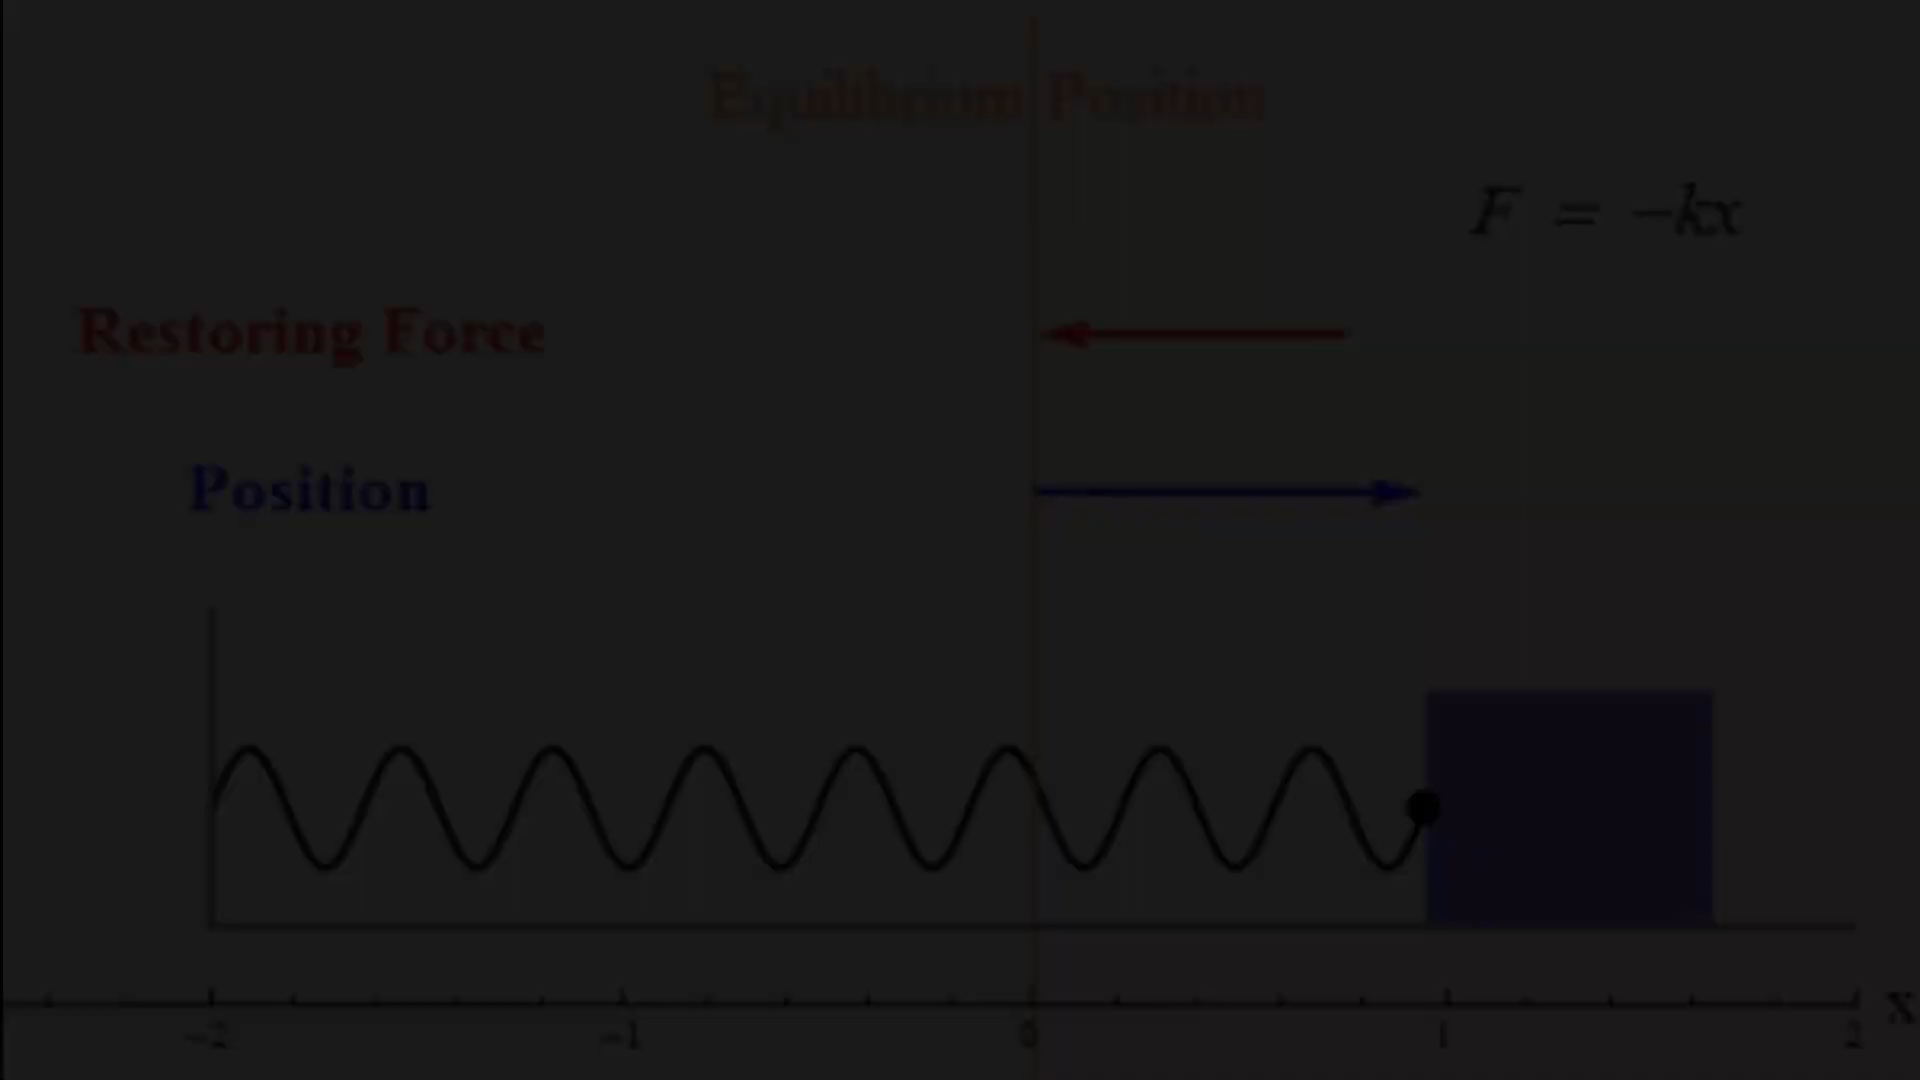 Equilibrium Position
F = -kx
Restoring Force
Position
-2 -1 0 1 2 x